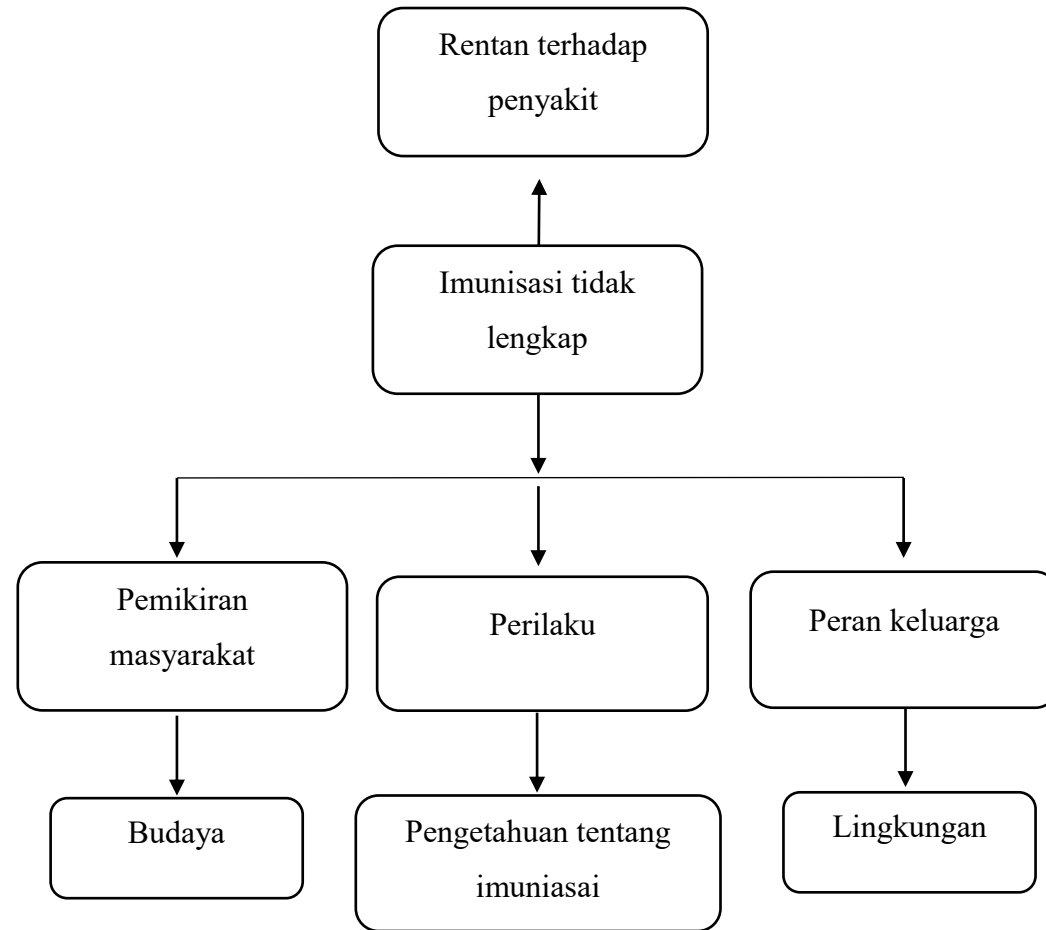 Rentan terhadap
penyakit
Imunisasi tidak
lengkap
Pemikiran
masyarakat
Perilaku
Peran keluarga
Budaya
Pengetahuan tentang
imuniasai
Lingkungan